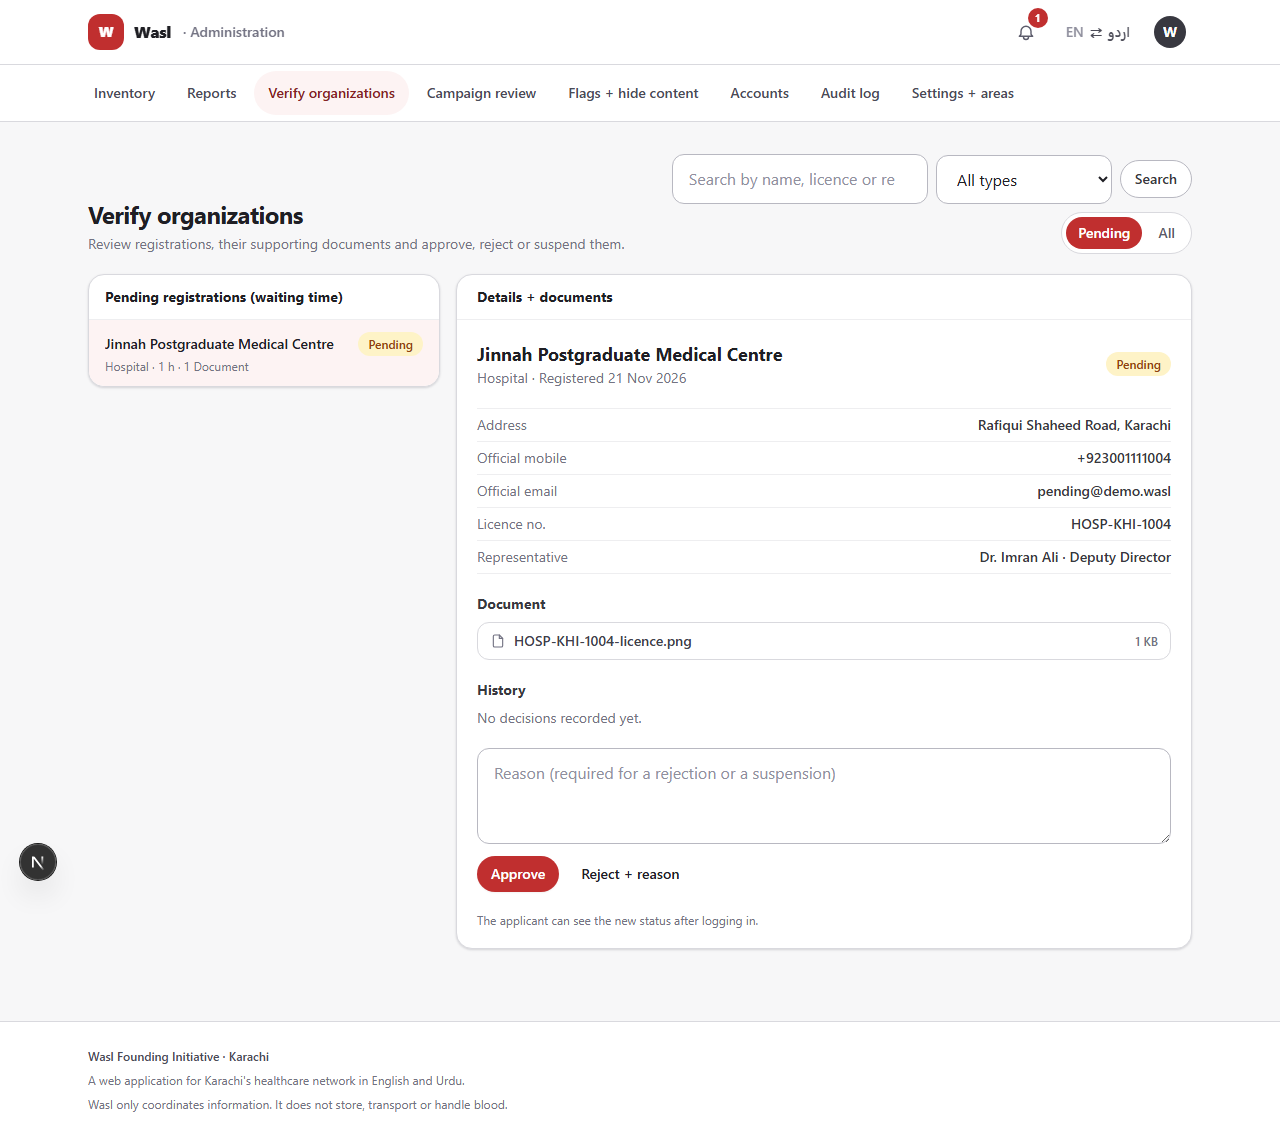 W Wasl · Administration
1
EN ⇄ اردو
W
Inventory Reports Verify organizations Campaign review Flags + hide content Accounts Audit log Settings + areas
Search by name, licence or re
All types
Search
Verify organizations
Review registrations, their supporting documents and approve, reject or suspend them.
Pending All
Pending registrations (waiting time)
Jinnah Postgraduate Medical Centre Pending
Hospital · 1 h · 1 Document
Details + documents
Jinnah Postgraduate Medical Centre
Hospital · Registered 21 Nov 2026
Pending
Address Rafiqui Shaheed Road, Karachi
Official mobile +923001111004
Official email pending@demo.wasl
Licence no. HOSP-KHI-1004
Representative Dr. Imran Ali · Deputy Director
Document
HOSP-KHI-1004-licence.png 1 KB
History
No decisions recorded yet.
Reason (required for a rejection or a suspension)
Approve Reject + reason
The applicant can see the new status after logging in.
N
Wasl Founding Initiative · Karachi
A web application for Karachi's healthcare network in English and Urdu.
Wasl only coordinates information. It does not store, transport or handle blood.